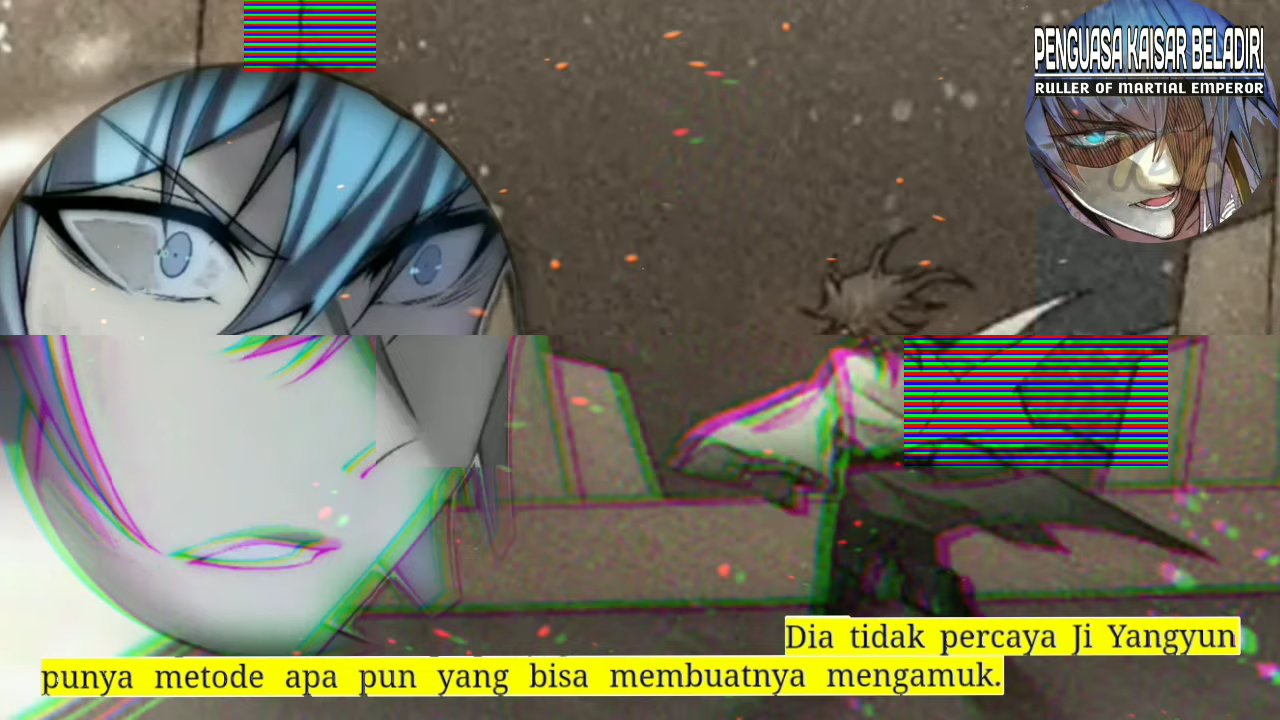 PENGUASA KAISAR BELADIRI
RULLER OF MARTIAL EMPEROR
Dia tidak percaya Ji Yangyun
punya metode apa pun yang bisa membuatnya mengamuk.